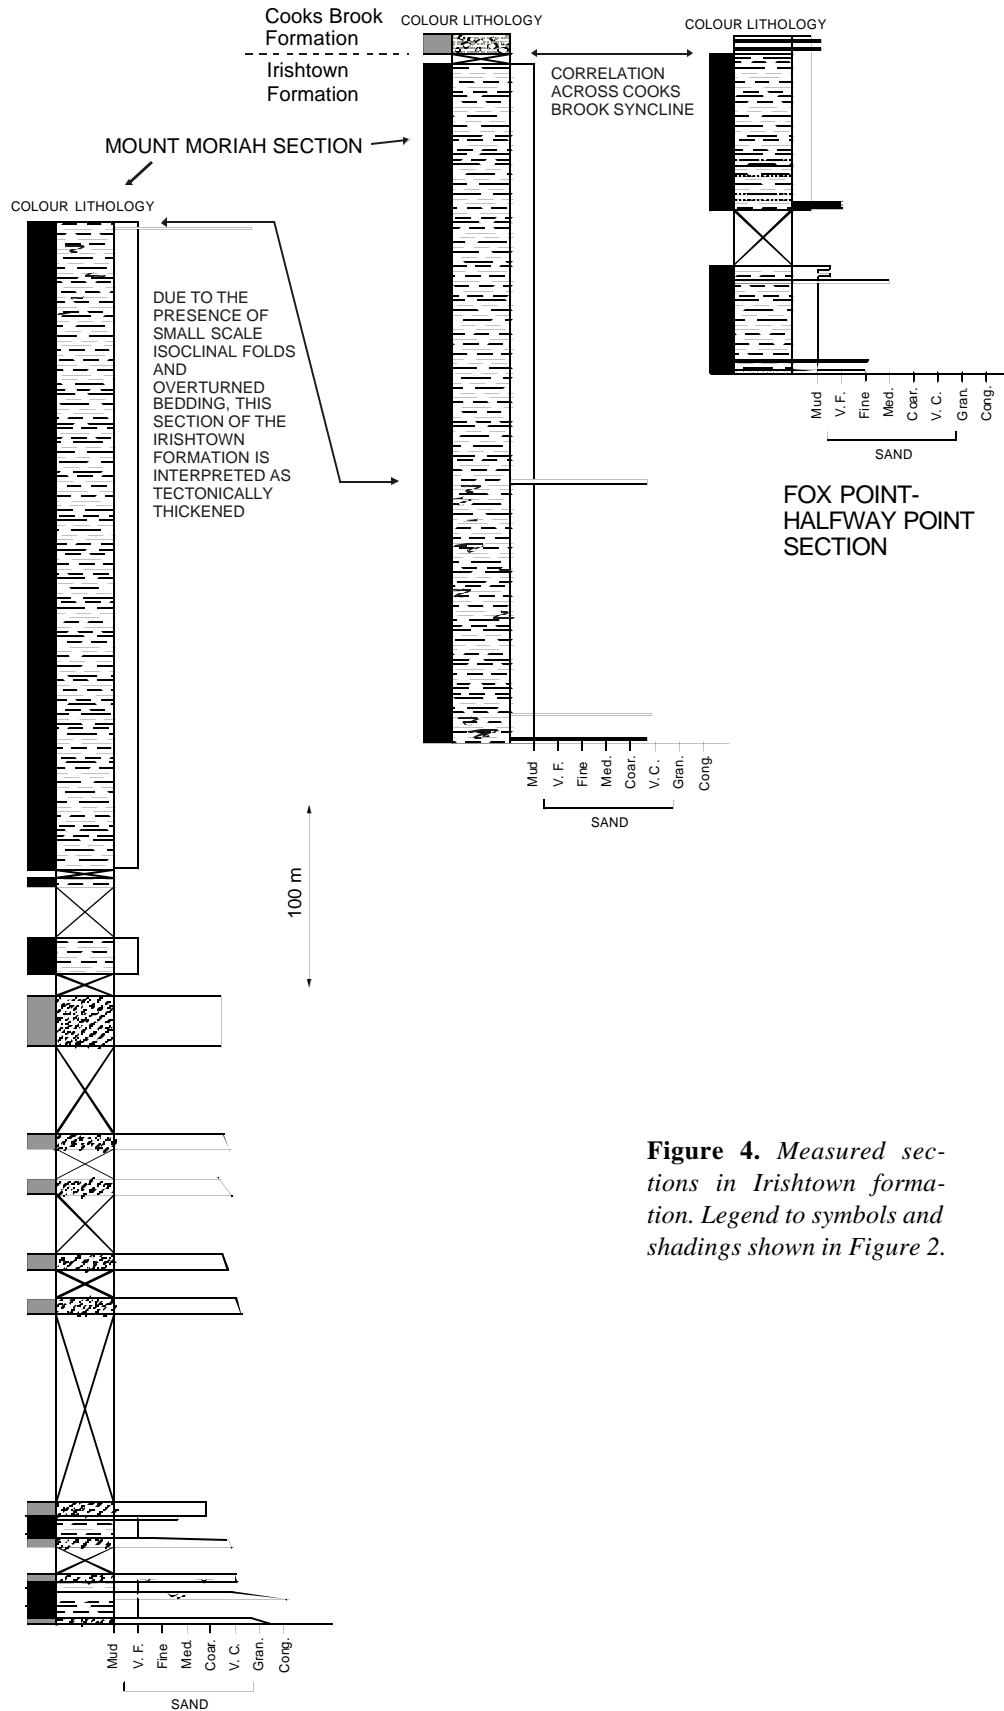 Cooks Brook
Formation
Irishtown
Formation
COLOUR LITHOLOGY
COLOUR LITHOLOGY
CORRELATION
ACROSS COOKS
BROOK SYNCLINE
MOUNT MORIAH SECTION
COLOUR LITHOLOGY
DUE TO THE
PRESENCE OF
SMALL SCALE
ISOCLINAL FOLDS
AND
OVERTURNED
BEDDING, THIS
SECTION OF THE
IRISHTOWN
FORMATION IS
INTERPRETED AS
TECTONICALLY
THICKENED
Mud
V. F.
Fine
Med.
Coar.
V. C.
Gran.
Cong.
SAND
FOX POINT-
HALFWAY POINT
SECTION
Mud
V. F.
Fine
Med.
Coar.
V. C.
Gran.
Cong.
SAND
100 m
Figure 4. Measured sec-
tions in Irishtown forma-
tion. Legend to symbols and
shadings shown in Figure 2.
Mud
V. F.
Fine
Med.
Coar.
V. C.
Gran.
Cong.
SAND